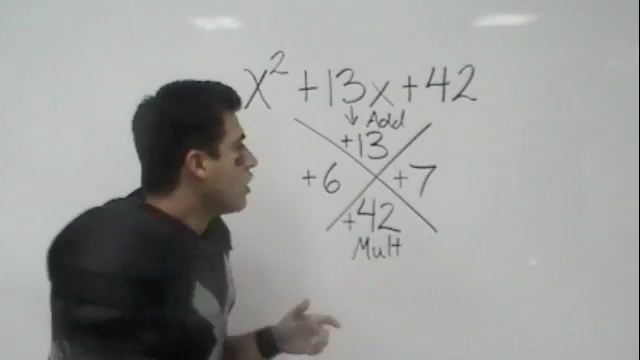 x² + 13x + 42
↓ Add
+13
+6 +7
+42
Mult